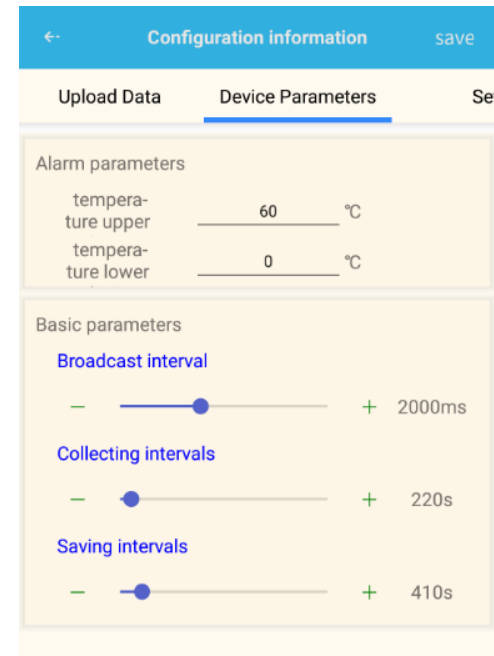 Configuration information save
Upload Data Device Parameters Se
Alarm parameters
tempera-
ture upper 60 ℃
tempera-
ture lower 0 ℃
Basic parameters
Broadcast interval
− + 2000ms
Collecting intervals
− + 220s
Saving intervals
− + 410s